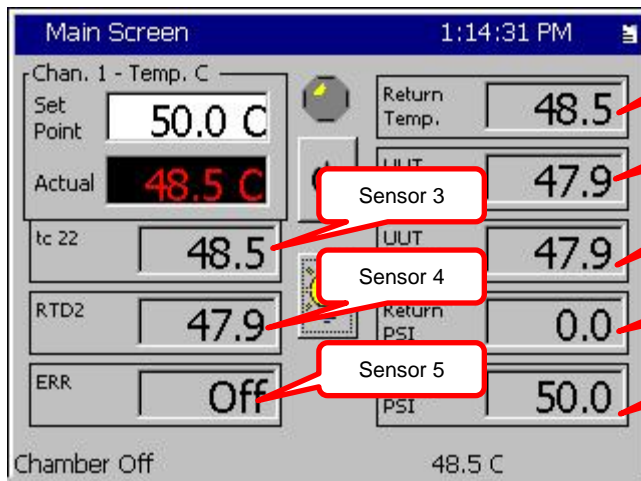 Main Screen 1:14:31 PM
Chan. 1 - Temp. C
Set
Point
50.0 C
Actual
48.5 C
tc 22
48.5
RTD2
47.9
ERR
Off
Sensor 3
Sensor 4
Sensor 5
Return
Temp.
48.5
UUT
47.9
UUT
47.9
Return
PSI
0.0
PSI
50.0
Chamber Off 48.5 C